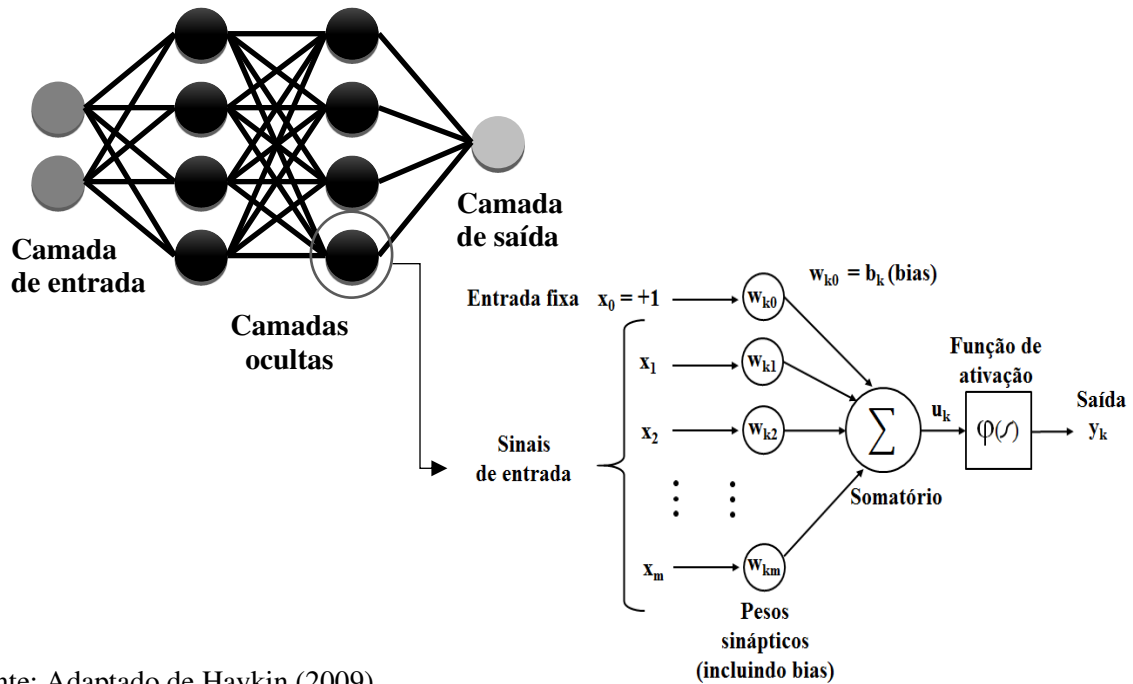 Camada
de entrada
Camadas
ocultas
Camada
de saída
Entrada fixa x₀ = +1
wₖ₀
wₖ₀ = bₖ (bias)
x₁
wₖ₁
x₂
wₖ₂
Sinais
de entrada
xₘ
wₖₘ
Σ
Somatório
uₖ
Função de
ativação
φ(∫)
Saída
yₖ
Pesos
sinápticos
(incluindo bias)
nte: Adaptado de Haykin (2009)